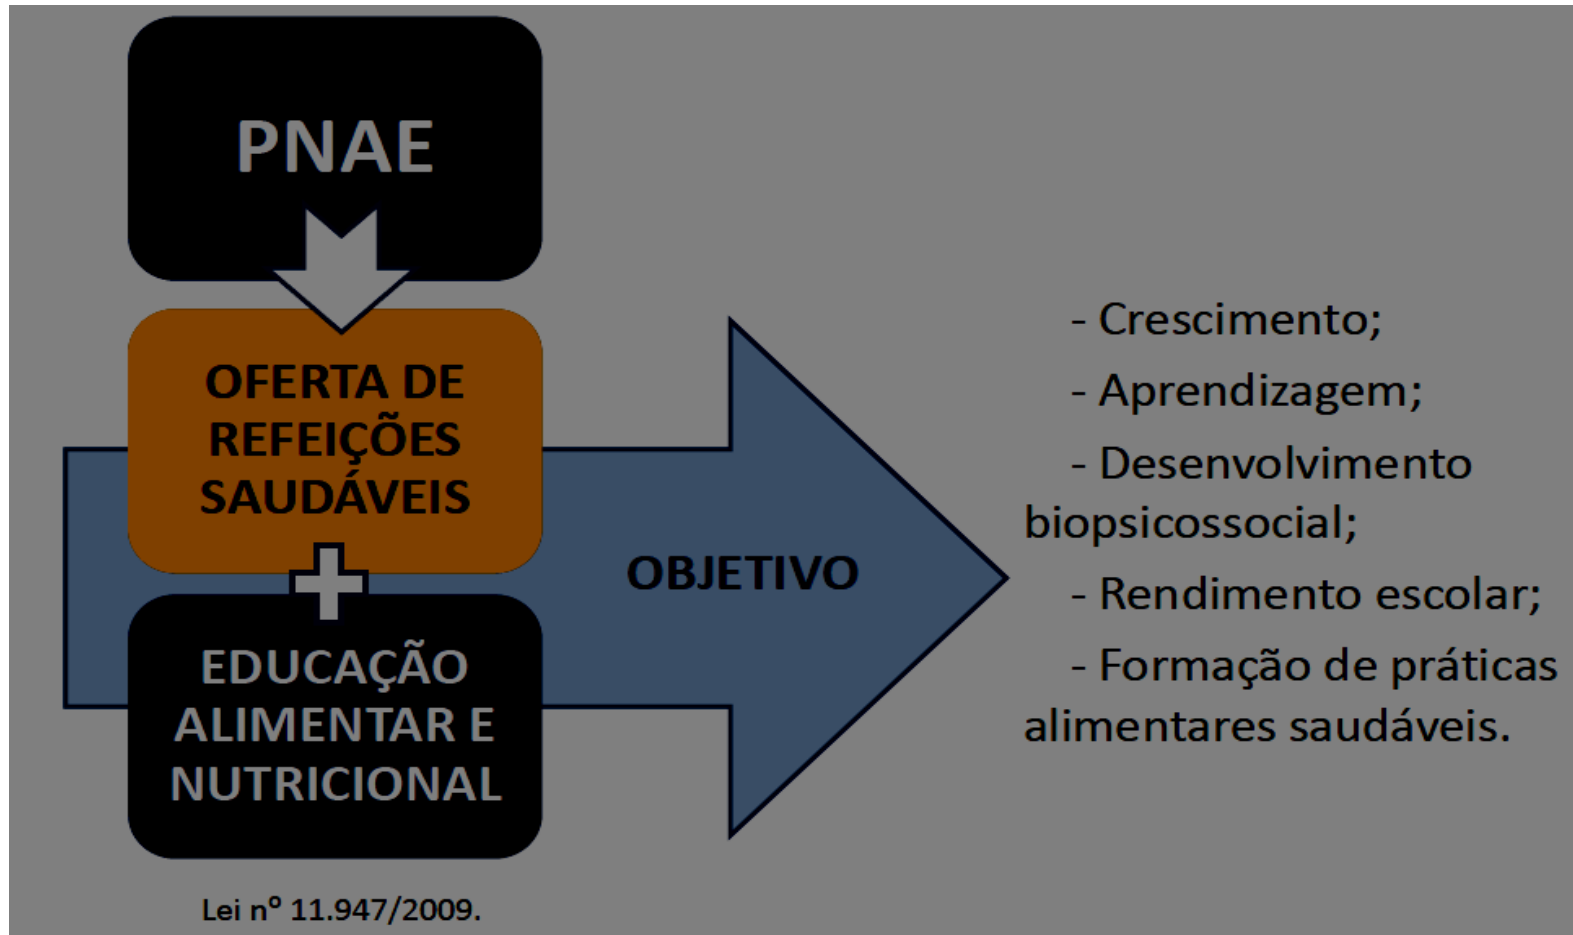 PNAE
OFERTA DE
REFEIÇÕES
SAUDÁVEIS
EDUCAÇÃO
ALIMENTAR E
NUTRICIONAL
OBJETIVO
- Crescimento;
- Aprendizagem;
- Desenvolvimento
biopsicossocial;
- Rendimento escolar;
- Formação de práticas
alimentares saudáveis.
Lei nº 11.947/2009.